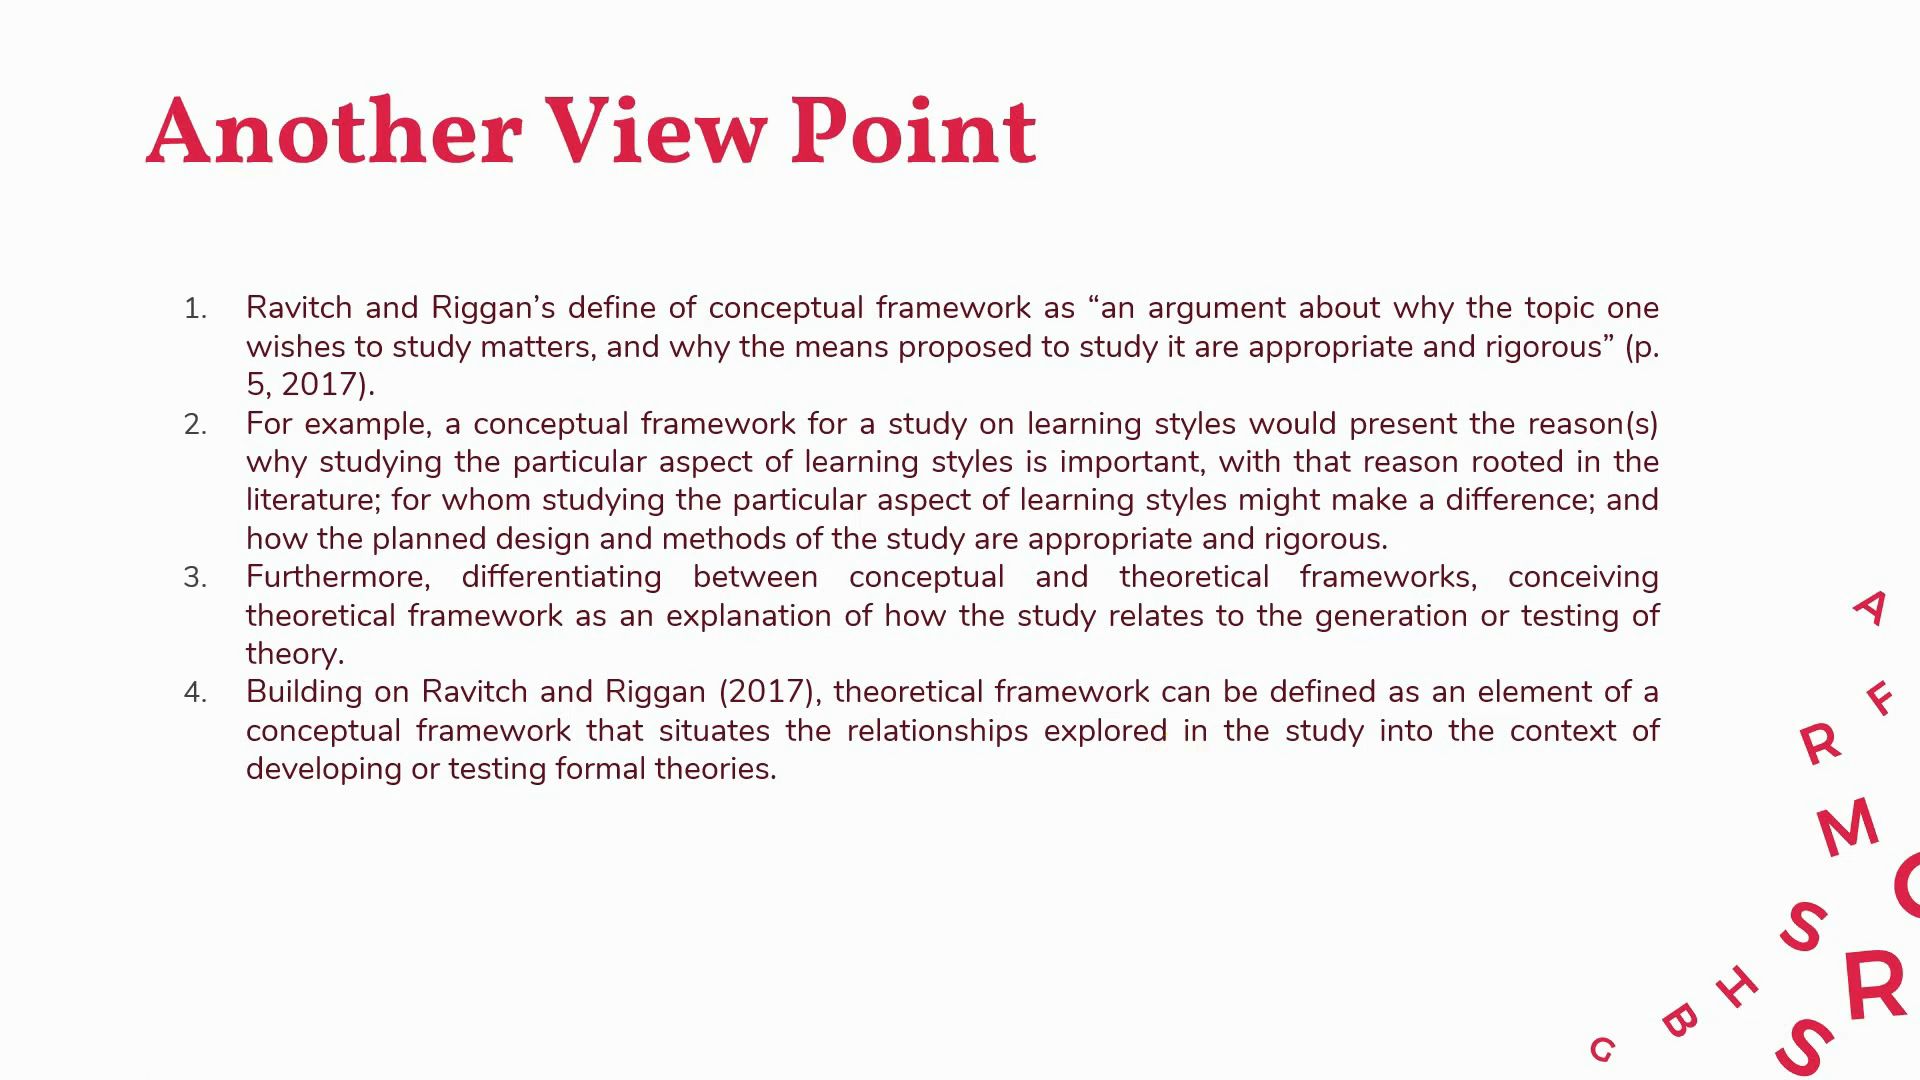 Another View Point
1. Ravitch and Riggan’s define of conceptual framework as “an argument about why the topic one
wishes to study matters, and why the means proposed to study it are appropriate and rigorous” (p.
5, 2017).
2. For example, a conceptual framework for a study on learning styles would present the reason(s)
why studying the particular aspect of learning styles is important, with that reason rooted in the
literature; for whom studying the particular aspect of learning styles might make a difference; and
how the planned design and methods of the study are appropriate and rigorous.
3. Furthermore, differentiating between conceptual and theoretical frameworks, conceiving
theoretical framework as an explanation of how the study relates to the generation or testing of
theory.
4. Building on Ravitch and Riggan (2017), theoretical framework can be defined as an element of a
conceptual framework that situates the relationships explored in the study into the context of
developing or testing formal theories.
A
F
R
M
S
R
H
B
S